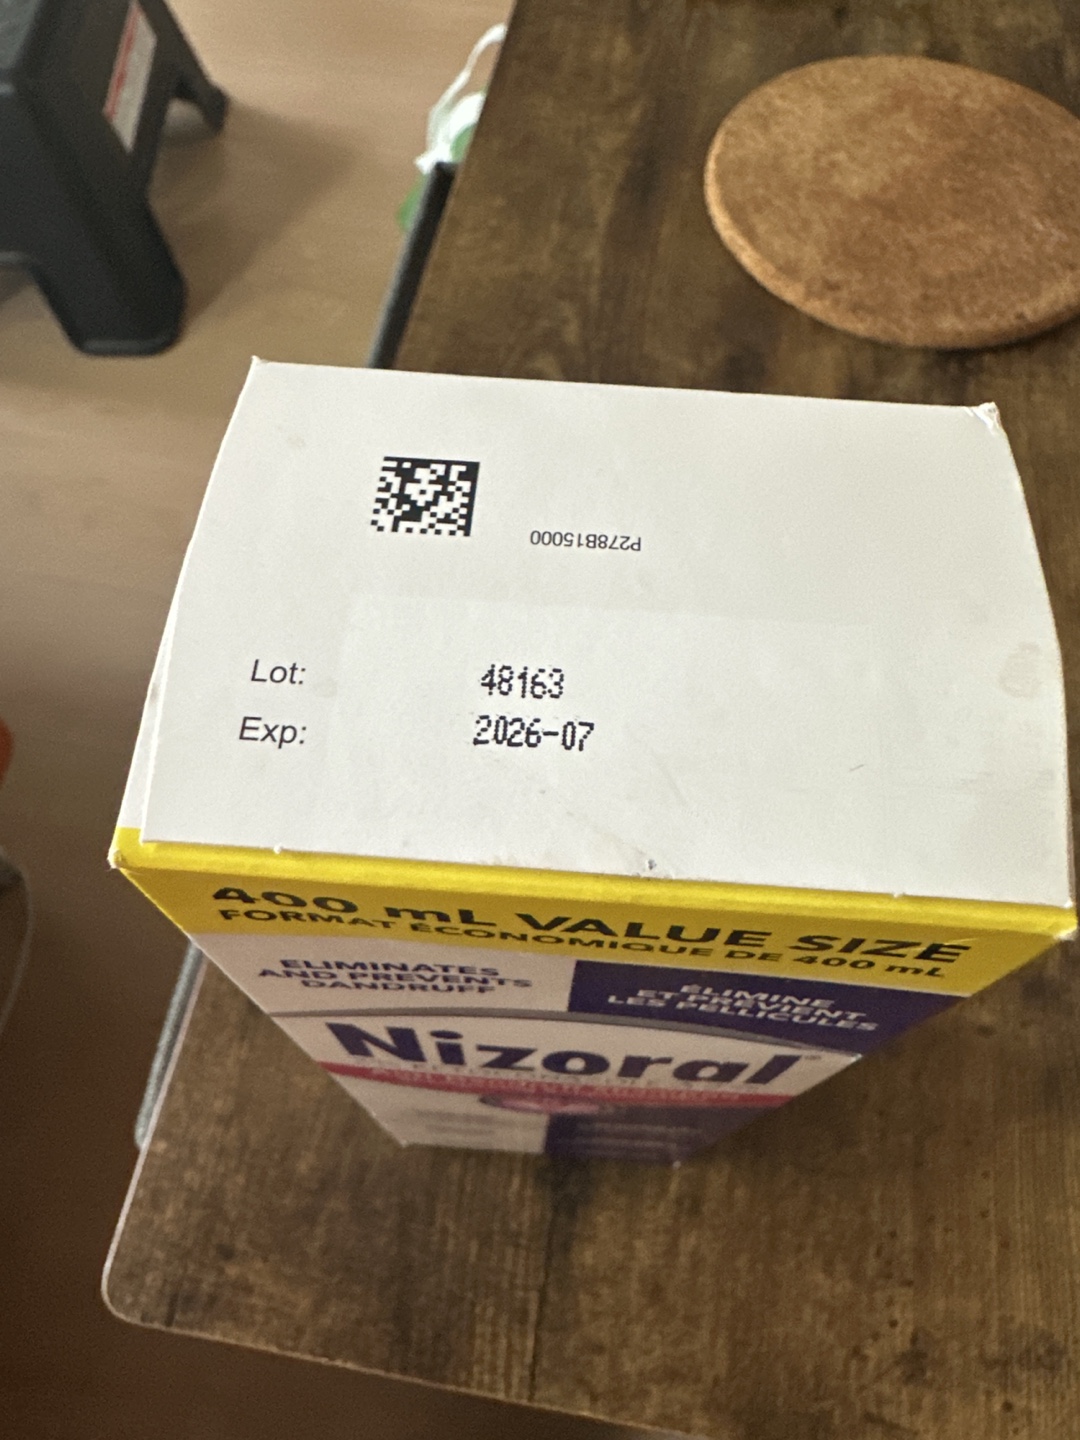 P278B15000
Lot: 48163
Exp: 2026-07
400 mL VALUE SIZE
FORMAT ÉCONOMIQUE DE 400 mL
ELIMINATES
AND PREVENTS
DANDRUFF
ÉLIMINE
ET PRÉVIENT
LES PELLICULES
Nizoral®